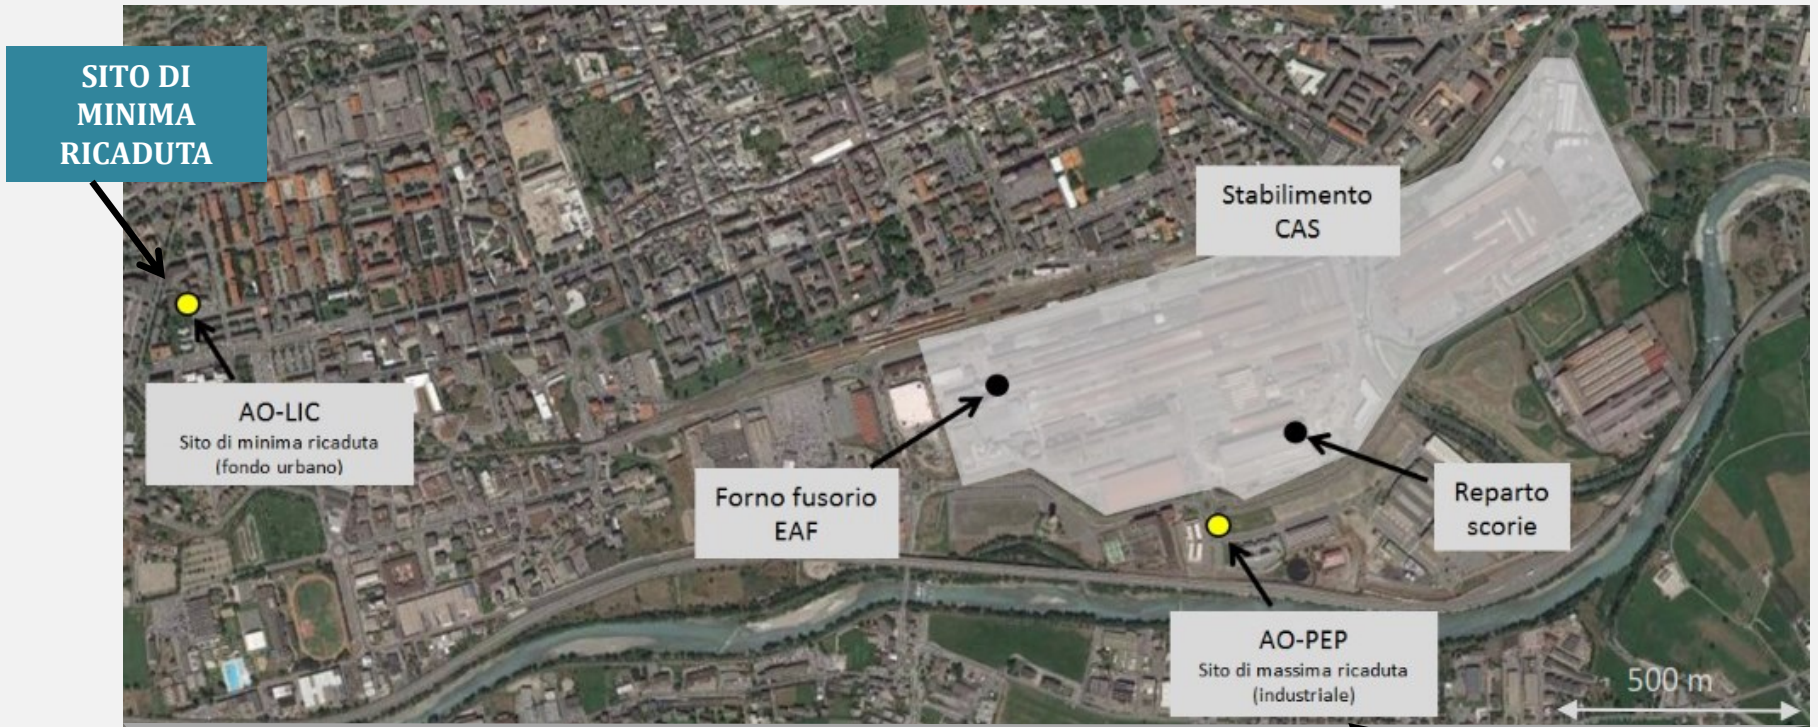 SITO DI
MINIMA
RICADUTA
Stabilimento
CAS
AO-LIC
Sito di minima ricaduta
(fondo urbano)
Forno fusorio
EAF
Reparto
scorie
AO-PEP
Sito di massima ricaduta
(industriale)
500 m